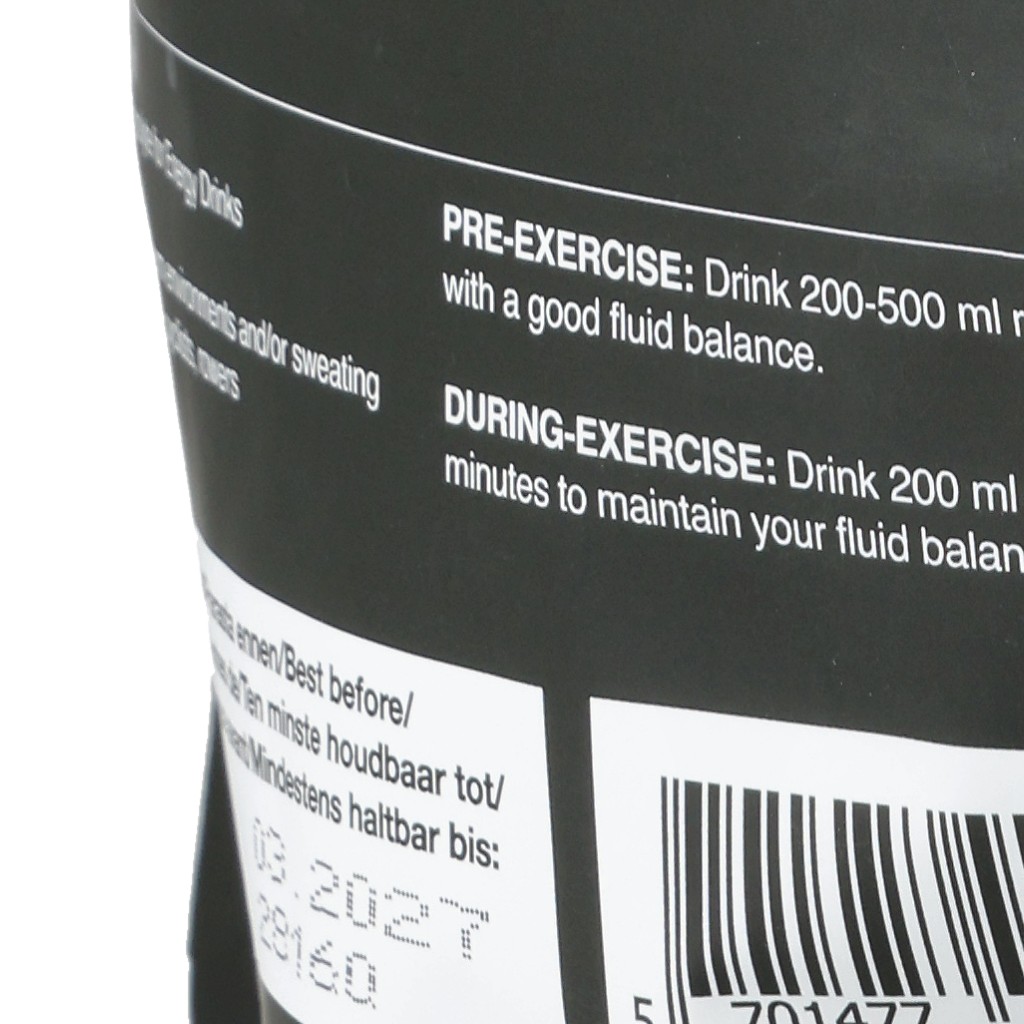 Energy Drinks
environments and/or sweating
rowers
PRE-EXERCISE: Drink 200-500 ml
with a good fluid balance.
DURING-EXERCISE: Drink 200 ml
minutes to maintain your fluid balan
ennen/Best before/
Ten minste houdbaar tot/
Mindestens haltbar bis:
.2027
5 701477